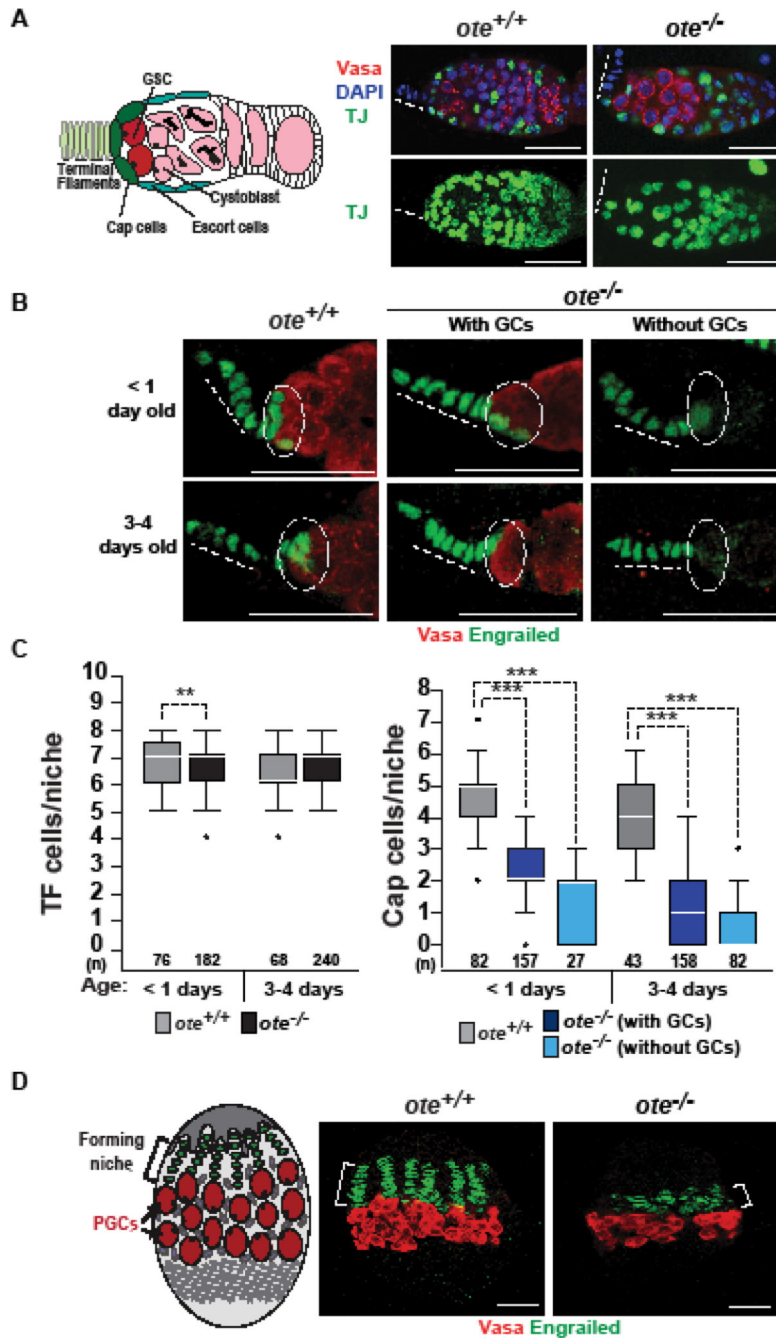 A
ote+/+
ote-/-
GSC
Vasa
DAPI
TJ
Terminal
Filaments
Cystoblast
Cap cells
Escort cells
TJ
B
ote-/-
ote+/+
With GCs
Without GCs
< 1
day old
3-4
days old
Vasa Engrailed
C
TF cells/niche
10
9
8
7
6
5
4
3
2
1
0
**
(n)
76
182
68
240
Age:
< 1 days
3-4 days
ote+/+
ote-/-
Cap cells/niche
8
7
6
5
4
3
2
1
0
***
***
***
***
(n)
82
157
27
43
158
82
< 1 days
3-4 days
ote+/+
ote-/- (with GCs)
ote-/- (without GCs)
D
ote+/+
ote-/-
Forming
niche
PGCs
Vasa Engrailed